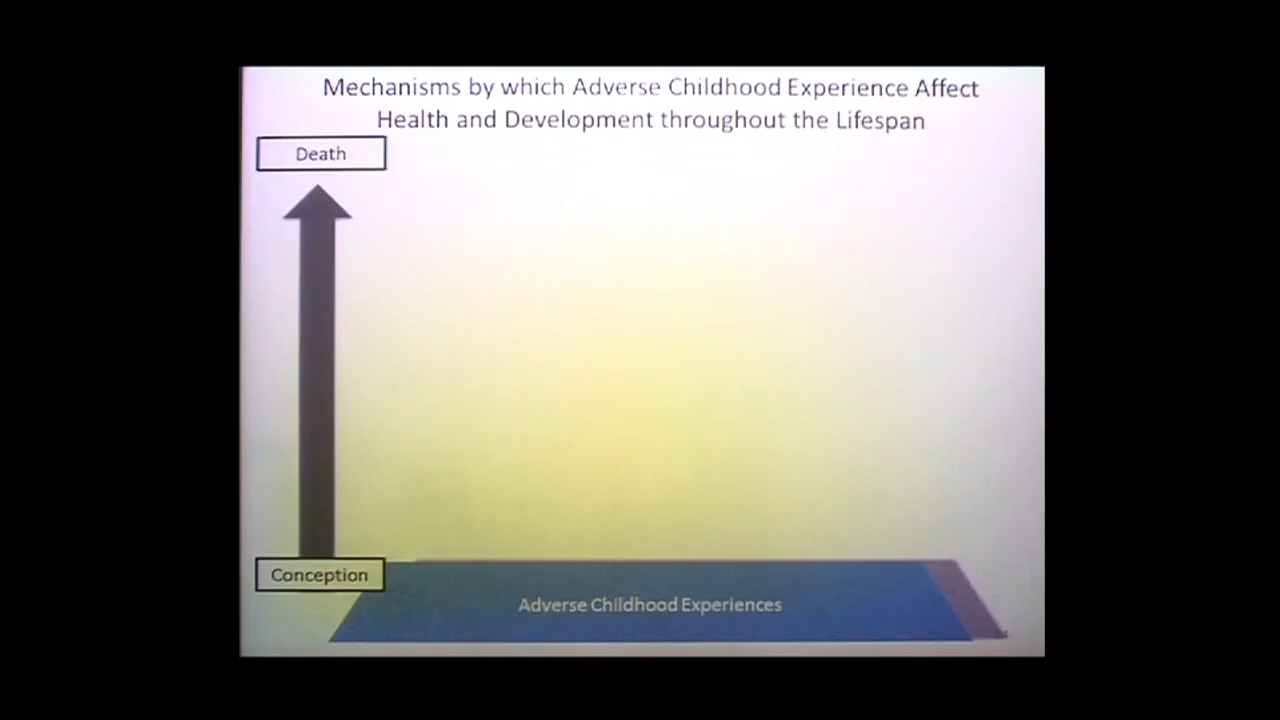 Mechanisms by which Adverse Childhood Experience Affect
Health and Development throughout the Lifespan
Death
Conception
Adverse Childhood Experiences